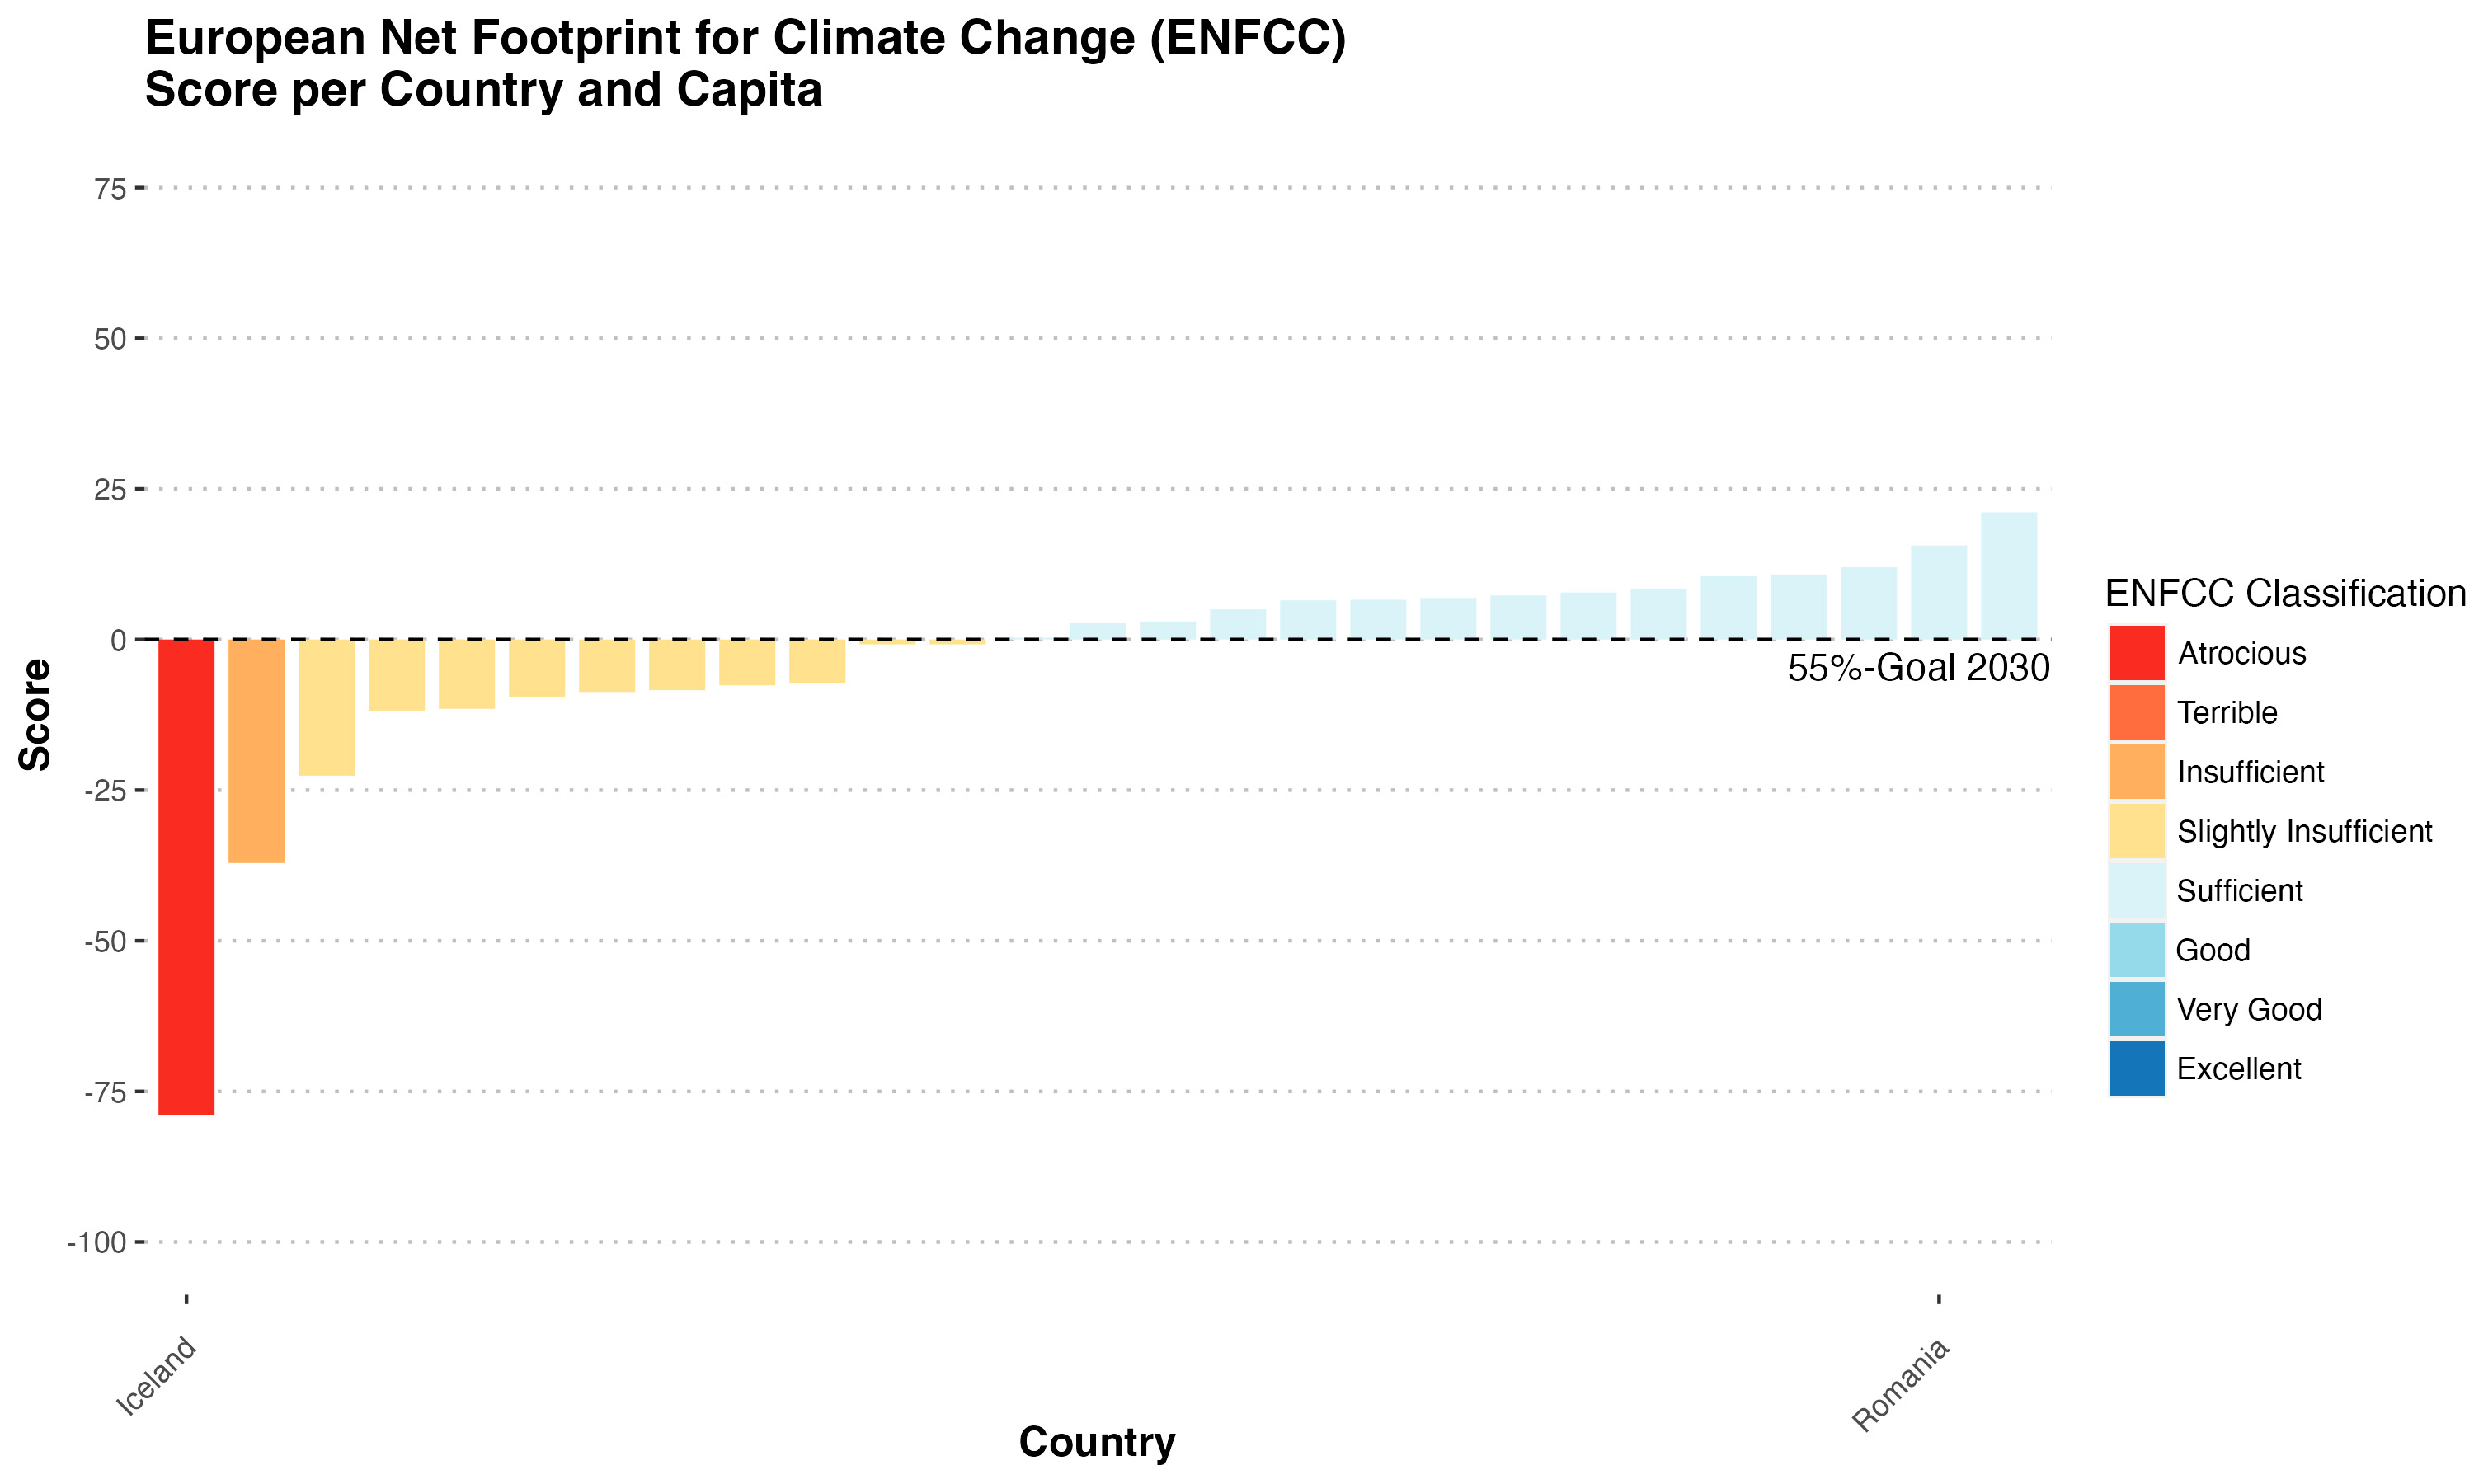 European Net Footprint for Climate Change (ENFCC)
Score per Country and Capita
75
50
25
0
-25
-50
-75
-100
Score
55%-Goal 2030
Iceland
Romania
Country
ENFCC Classification
Atrocious
Terrible
Insufficient
Slightly Insufficient
Sufficient
Good
Very Good
Excellent